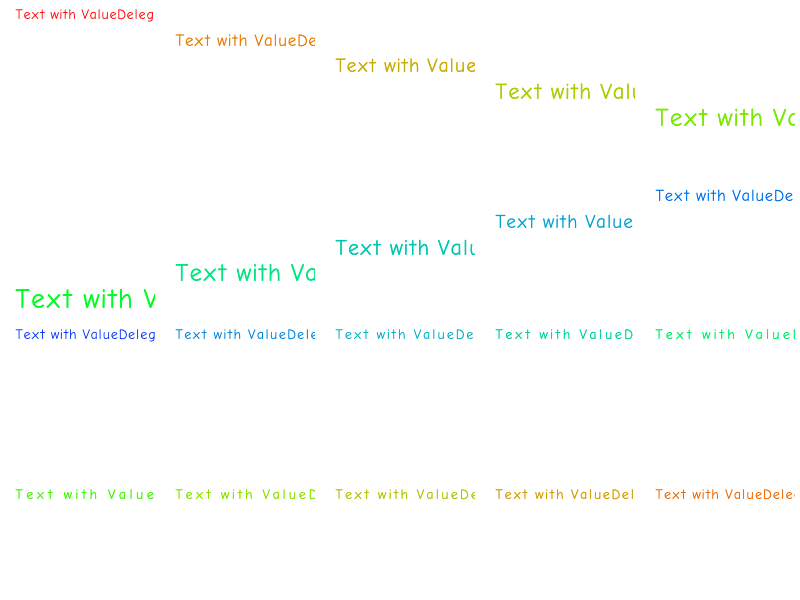 Text with ValueDeleg
Text with ValueDe
Text with Value
Text with Valu
Text with Va
Text with V
Text with Va
Text with Valu
Text with Value
Text with ValueDe
Text with ValueDeleg
Text with ValueDele
Text with ValueDe
Text with ValueD
Text with Value
Text with Value
Text with ValueD
Text with ValueDe
Text with ValueDel
Text with ValueDele